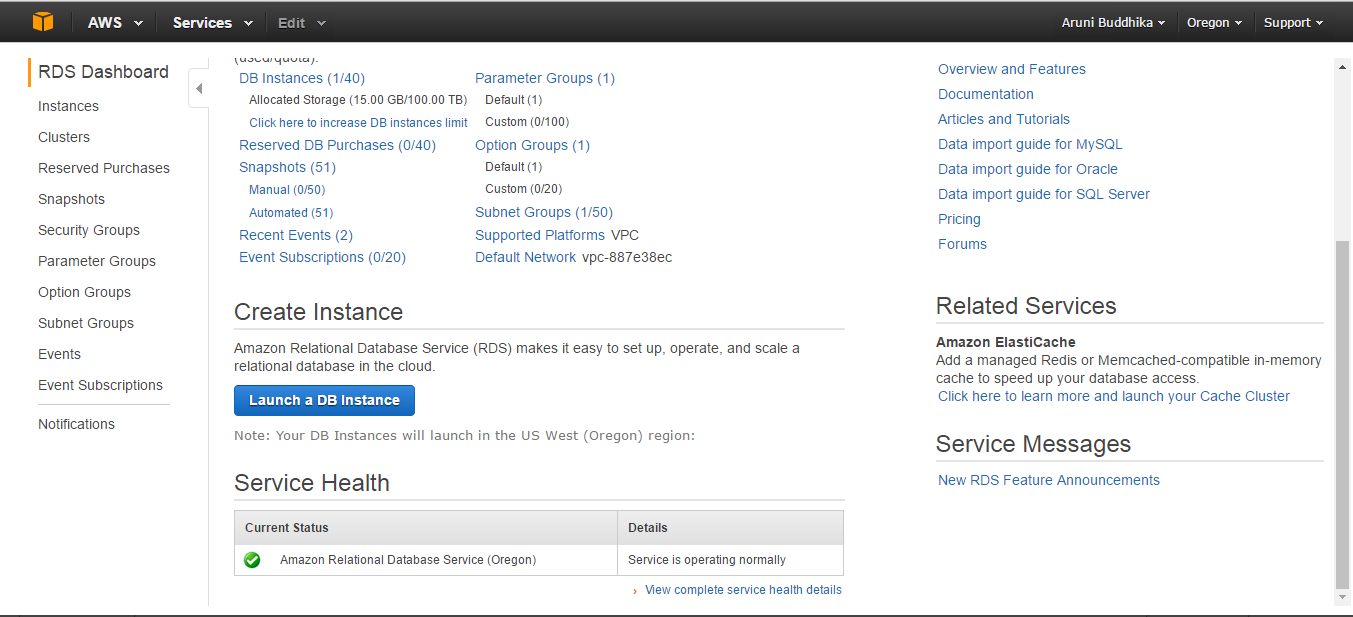 AWS Services Edit Aruni Buddhika Oregon Support
RDS Dashboard
Instances
Clusters
Reserved Purchases
Snapshots
Security Groups
Parameter Groups
Option Groups
Subnet Groups
Events
Event Subscriptions
Notifications
(used/quota).
DB Instances (1/40)
Allocated Storage (15.00 GB/100.00 TB)
Click here to increase DB instances limit
Reserved DB Purchases (0/40)
Snapshots (51)
Manual (0/50)
Automated (51)
Recent Events (2)
Event Subscriptions (0/20)
Parameter Groups (1)
Default (1)
Custom (0/100)
Option Groups (1)
Default (1)
Custom (0/20)
Subnet Groups (1/50)
Supported Platforms VPC
Default Network vpc-887e38ec
Create Instance
Amazon Relational Database Service (RDS) makes it easy to set up, operate, and scale a
relational database in the cloud.
Launch a DB Instance
Note: Your DB Instances will launch in the US West (Oregon) region:
Service Health
Current Status Details
Amazon Relational Database Service (Oregon) Service is operating normally
› View complete service health details
Overview and Features
Documentation
Articles and Tutorials
Data import guide for MySQL
Data import guide for Oracle
Data import guide for SQL Server
Pricing
Forums
Related Services
Amazon ElastiCache
Add a managed Redis or Memcached-compatible in-memory
cache to speed up your database access.
Click here to learn more and launch your Cache Cluster
Service Messages
New RDS Feature Announcements